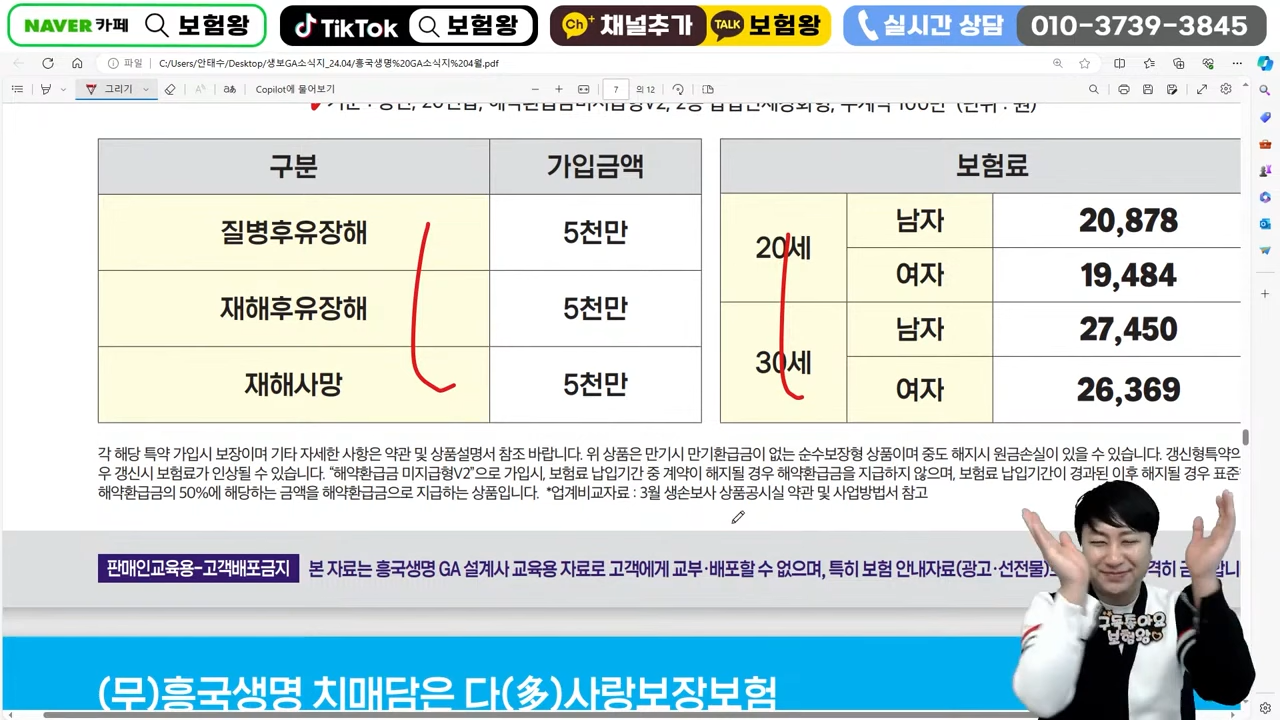 NAVER 카페 보험왕
TikTok 보험왕
Ch+ 채널추가 TALK 보험왕
실시간 상담 010-3739-3845
파일 C:/Users/안태수/Desktop/생보GA소식지_24.04/흥국생명%20GA소식지%204월.pdf
그리기 Copilot에 물어보기 7 의 12
구분 가입금액
질병후유장해 5천만
재해후유장해 5천만
재해사망 5천만
보험료
20세 남자 20,878
여자 19,484
30세 남자 27,450
여자 26,369
각 해당 특약 가입시 보장이며 기타 자세한 사항은 약관 및 상품설명서 참조 바랍니다. 위 상품은 만기시 만기환급금이 없는 순수보장형 상품이며 중도 해지시 원금손실이 있을 수 있습니다. 갱신형특약의
우 갱신시 보험료가 인상될 수 있습니다. “해약환급금 미지급형V2”으로 가입시, 보험료 납입기간 중 계약이 해지될 경우 해약환급금을 지급하지 않으며, 보험료 납입기간이 경과된 이후 해지될 경우 표준
해약환급금의 50%에 해당하는 금액을 해약환급금으로 지급하는 상품입니다. *업계비교자료 : 3월 생손보사 상품공시실 약관 및 사업방법서 참고
판매인교육용-고객배포금지 본 자료는 흥국생명 GA 설계사 교육용 자료로 고객에게 교부·배포할 수 없으며, 특히 보험 안내자료(광고·선전물)
구독좋아요
보험왕
(무)흥국생명 치매담은 다(多)사랑보장보험